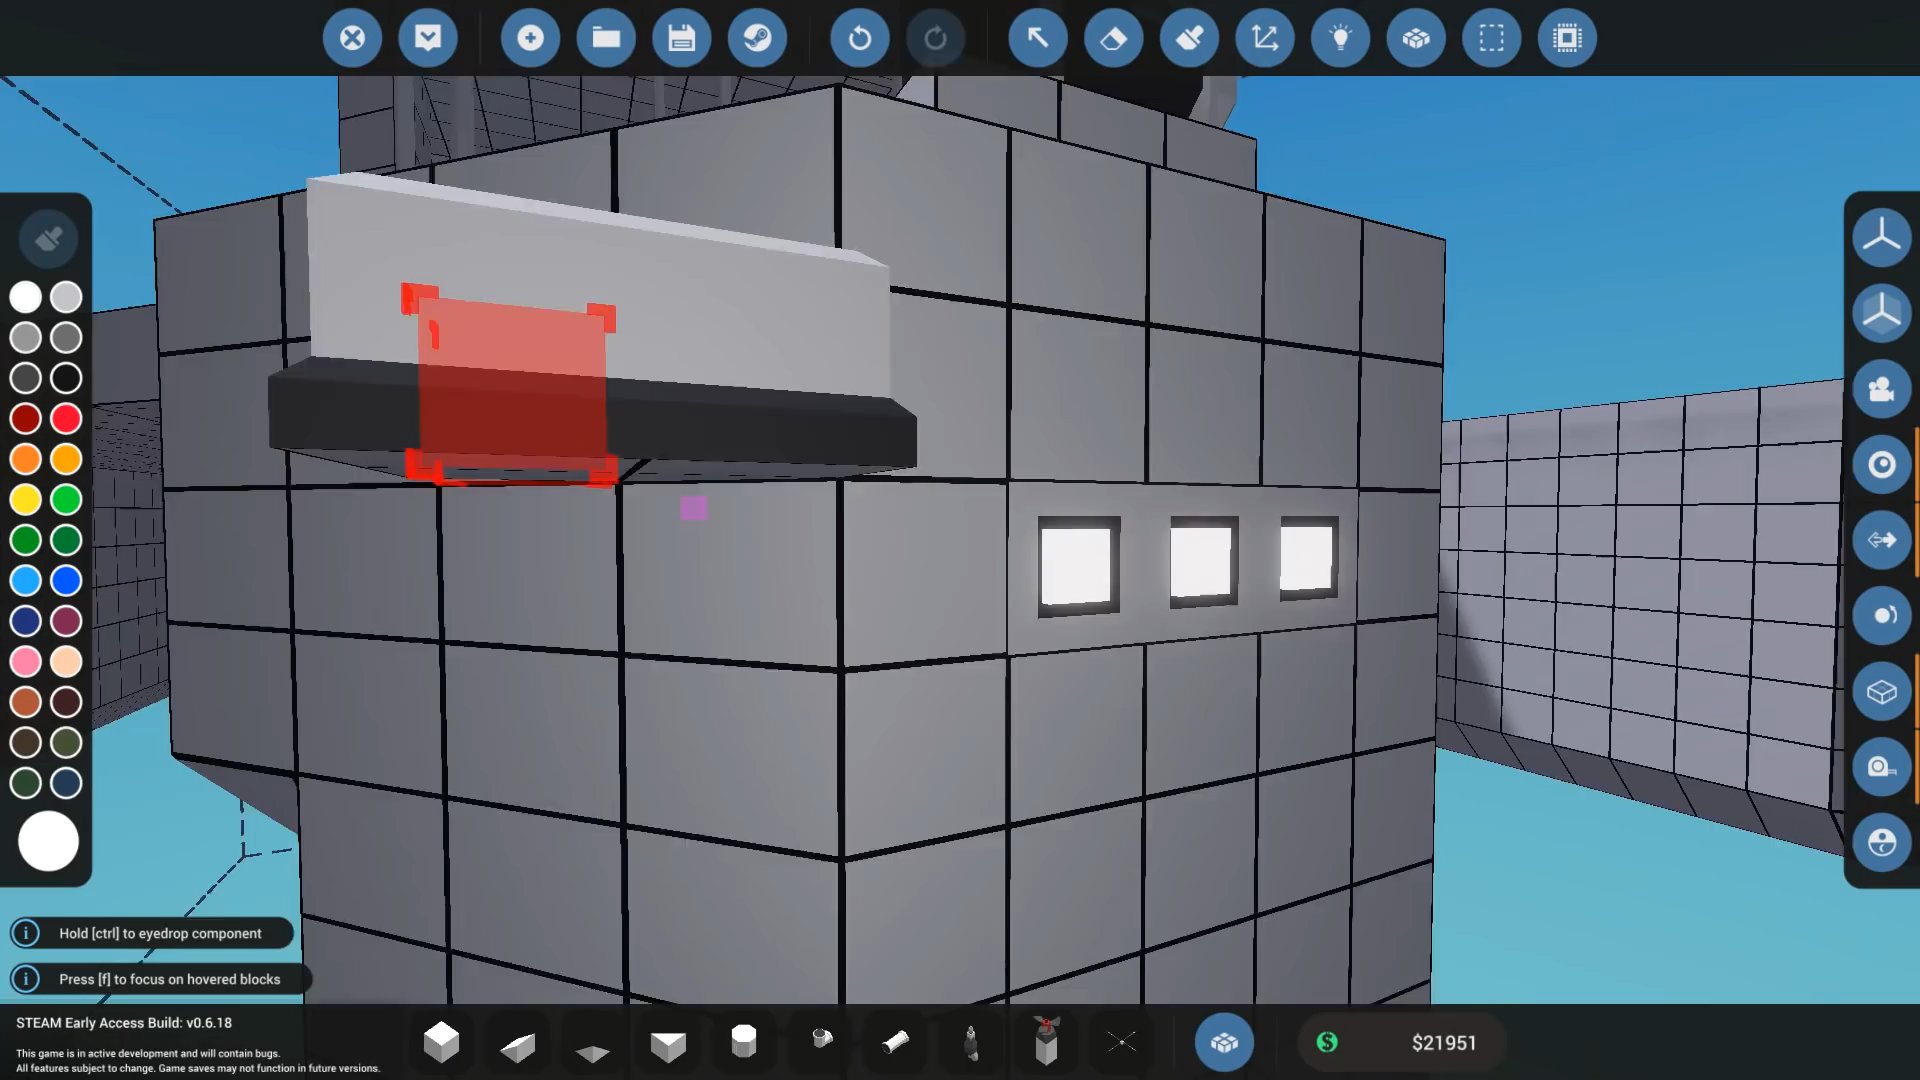 Hold [ctrl] to eyedrop component
Press [f] to focus on hovered blocks
STEAM Early Access Build: v0.6.18
This game is in active development and will contain bugs.
All features subject to change. Game saves may not function in future versions.
$21951